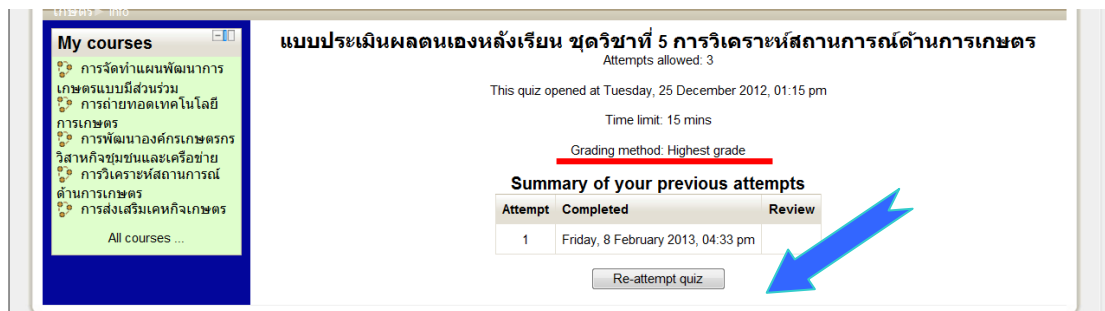 เกษตร> Info
My courses
การจัดทำแผนพัฒนาการ
เกษตรแบบมีส่วนร่วม
การถ่ายทอดเทคโนโลยี
การเกษตร
การพัฒนาองค์กรเกษตรกร
วิสาหกิจชุมชนและเครือข่าย
การวิเคราะห์สถานการณ์
ด้านการเกษตร
การส่งเสริมเคหกิจเกษตร
All courses ...
แบบประเมินผลตนเองหลังเรียน ชุดวิชาที่ 5 การวิเคราะห์สถานการณ์ด้านการเกษตร
Attempts allowed: 3
This quiz opened at Tuesday, 25 December 2012, 01:15 pm
Time limit: 15 mins
Grading method: Highest grade
Summary of your previous attempts
Attempt Completed Review
1 Friday, 8 February 2013, 04:33 pm
Re-attempt quiz